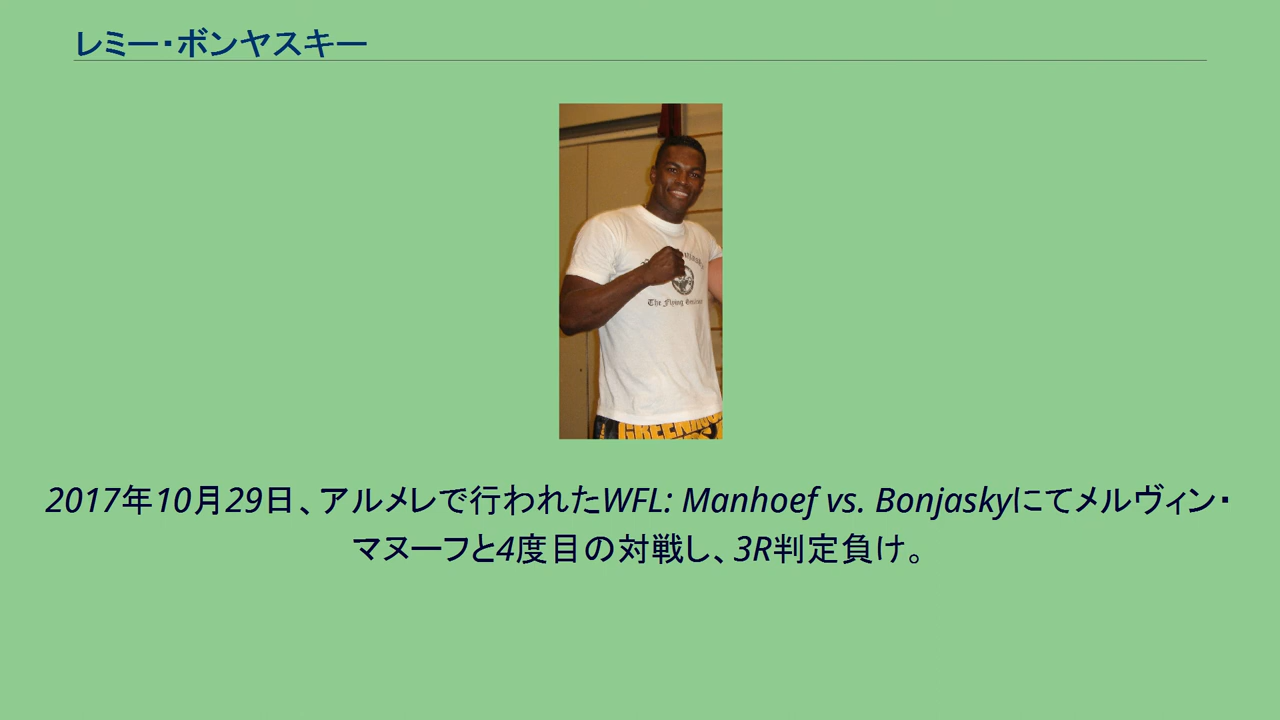 レミー・ボンヤスキー
The Flying
GREENI
2017年10月29日、アルメレで行われたWFL: Manhoef vs. Bonjaskyにてメルヴィン・
マヌーフと4度目の対戦し、3R判定負け。